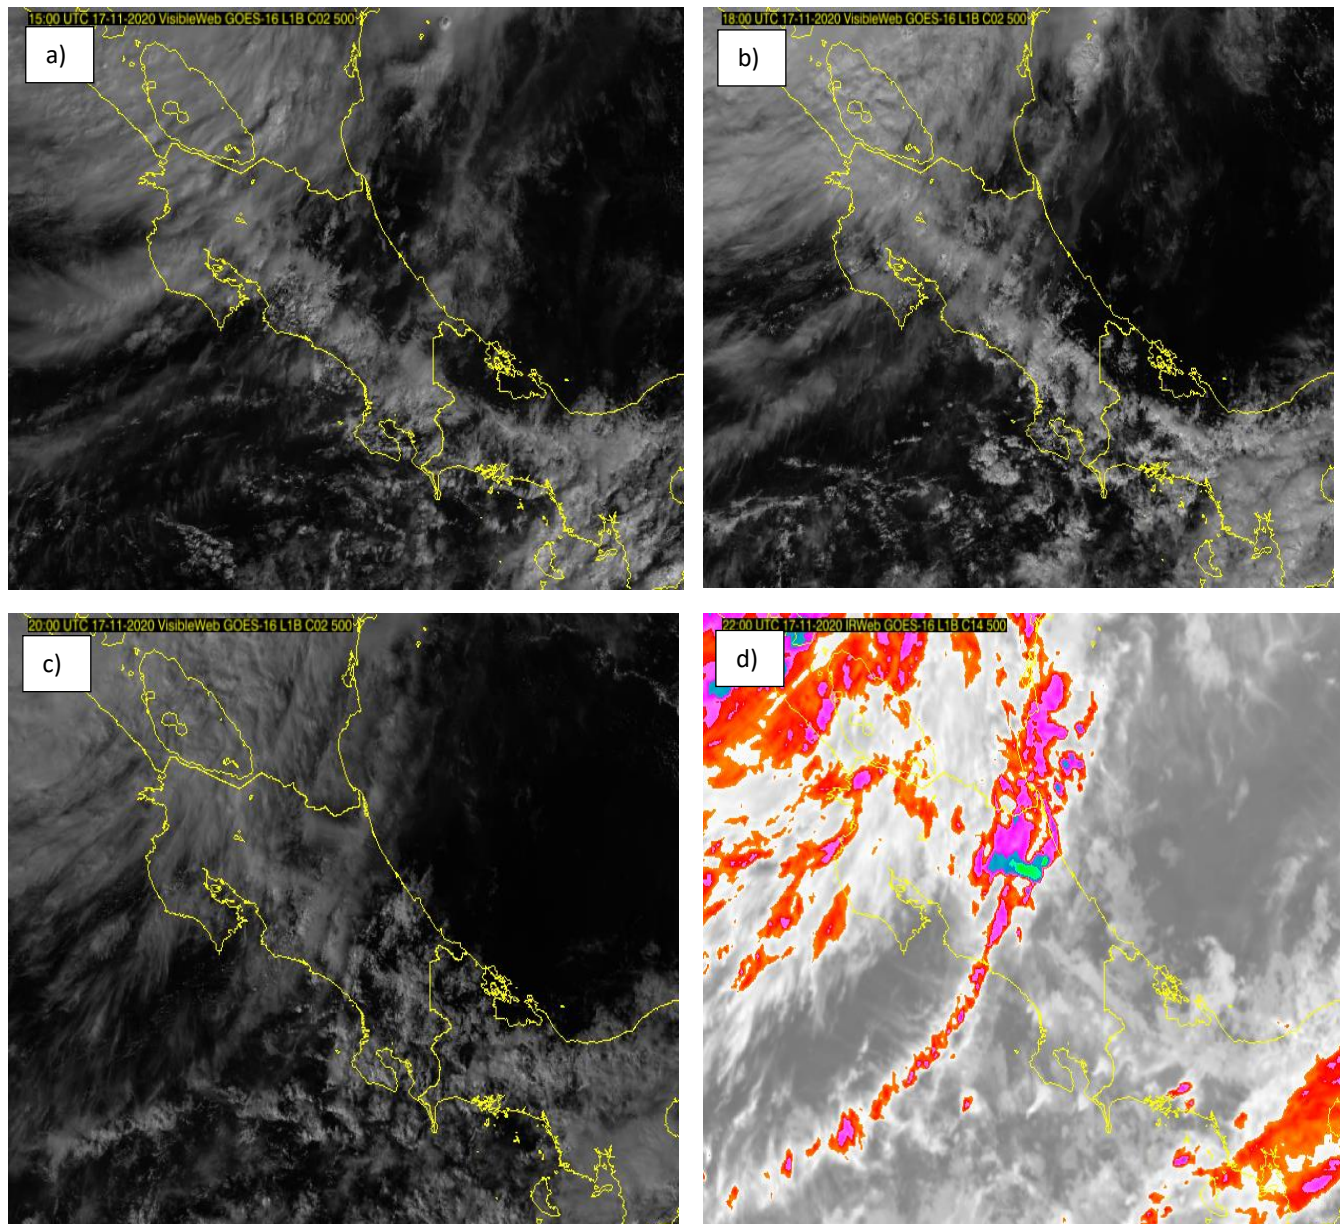 15:00 UTC 17-11-2020 VisibleWeb GOES-16 L1B C02 500
a)
18:00 UTC 17-11-2020 VisibleWeb GOES-16 L1B C02 500
b)
20:00 UTC 17-11-2020 VisibleWeb GOES-16 L1B C02 500
c)
22:00 UTC 17-11-2020 IRWeb GOES-16 L1B C14 500
d)